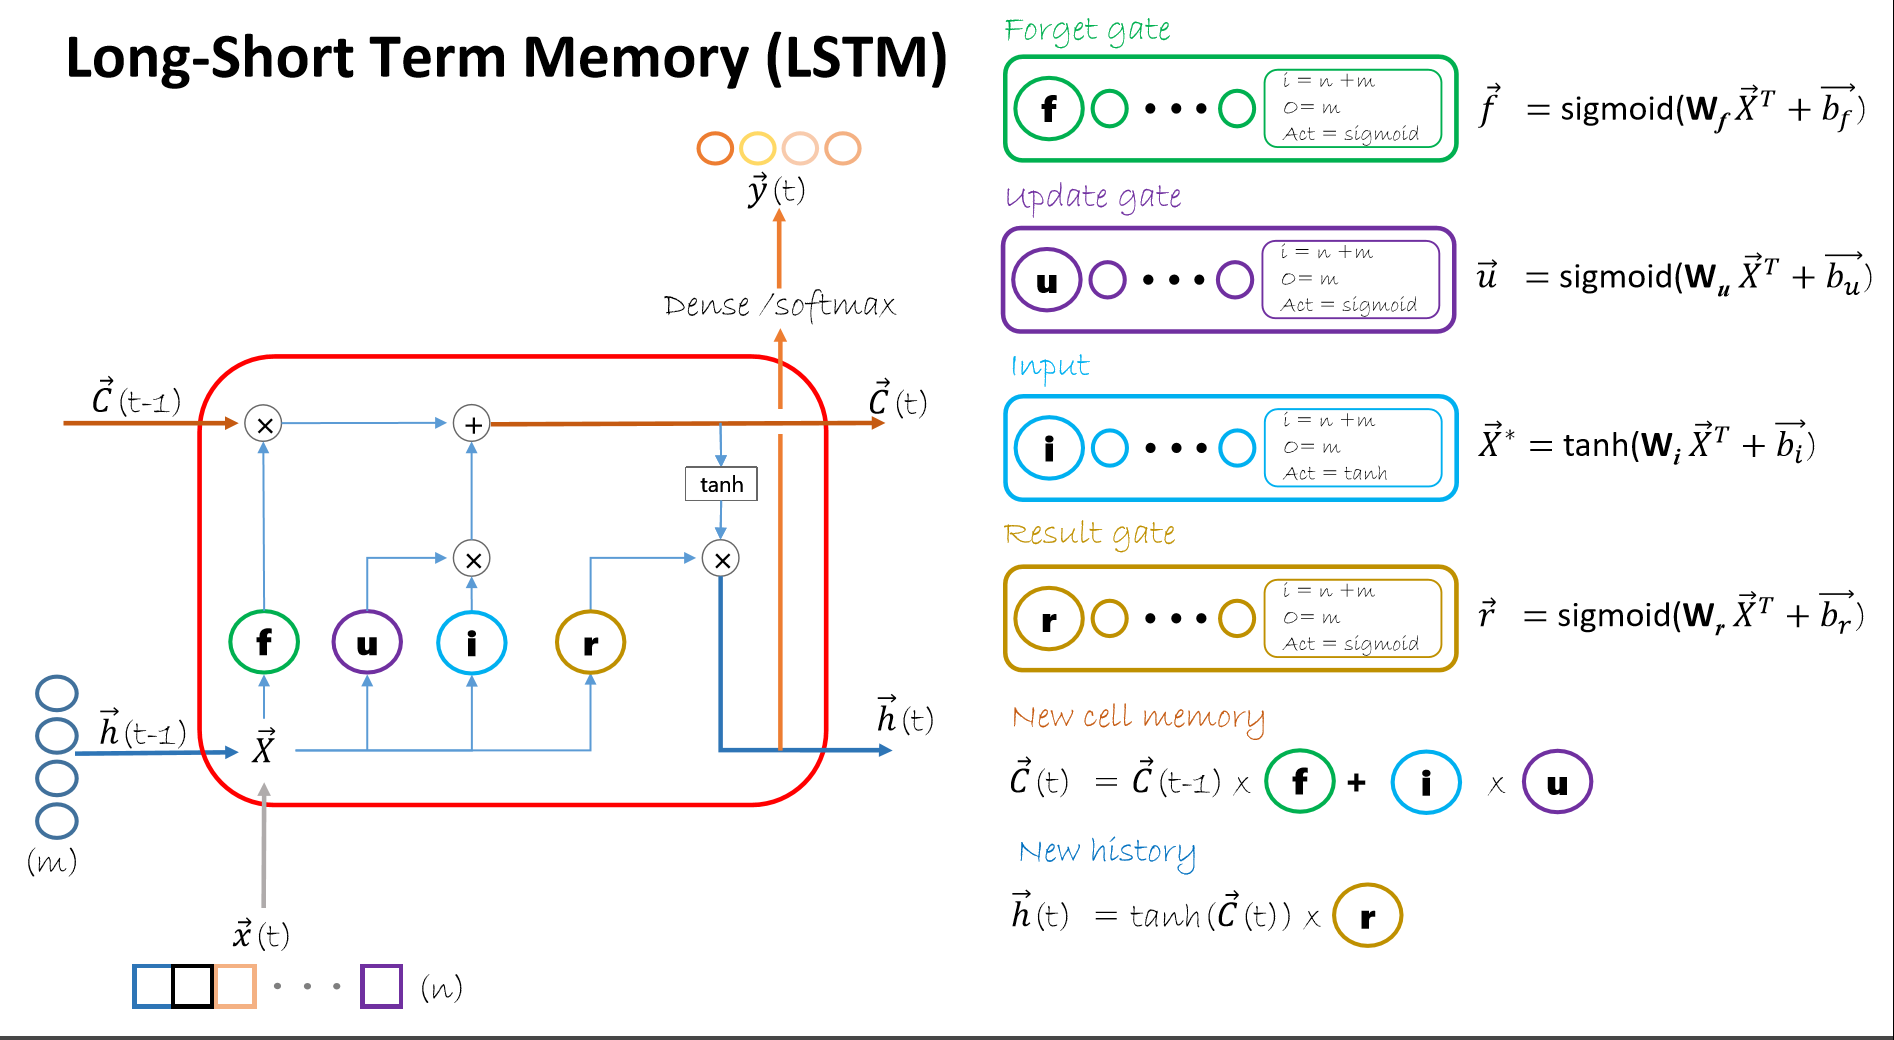 Long-Short Term Memory (LSTM)
y⃗ (t)
Dense /softmax
C⃗ (t-1)
C⃗ (t)
×
+
tanh
×
×
f
u
i
r
h⃗ (t-1)
X⃗
h⃗ (t)
(m)
x⃗ (t)
(n)
Forget gate
f
i = n +m
o= m
Act = sigmoid
f⃗ = sigmoid(W_f X⃗^T + b_f⃗)
Update gate
u
i = n +m
o= m
Act = sigmoid
u⃗ = sigmoid(W_u X⃗^T + b_u⃗)
Input
i
i = n +m
o= m
Act = tanh
X⃗* = tanh(W_i X⃗^T + b_i⃗)
Result gate
r
i = n +m
o= m
Act = sigmoid
r⃗ = sigmoid(W_r X⃗^T + b_r⃗)
New cell memory
C⃗ (t) = C⃗ (t-1) x f + i x u
New history
h⃗ (t) = tanh (C⃗ (t)) x r